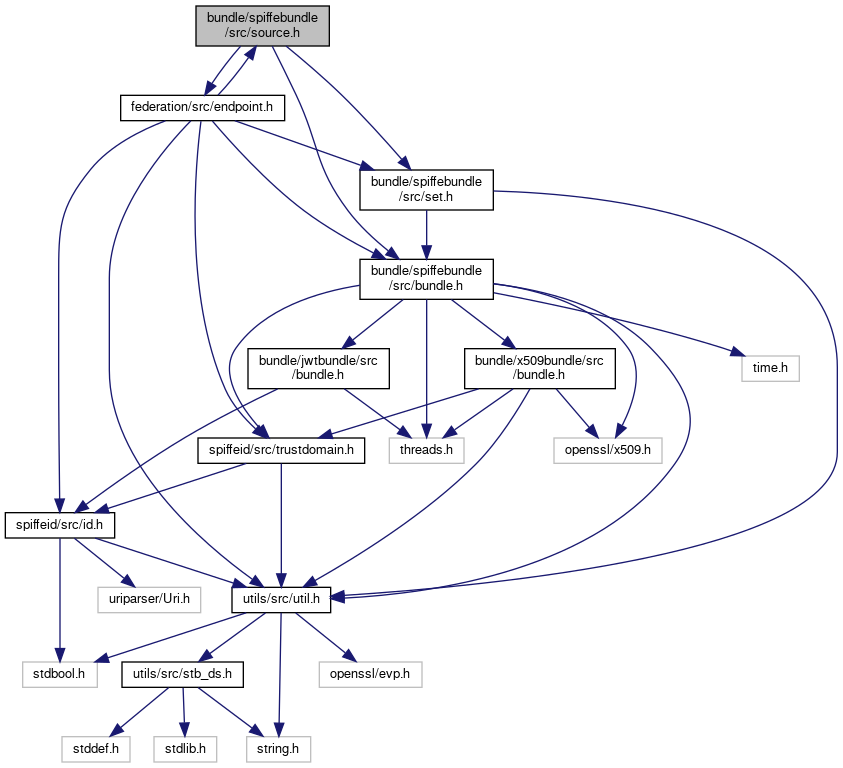 bundle/spiffebundle
/src/source.h
federation/src/endpoint.h
bundle/spiffebundle
/src/set.h
bundle/spiffebundle
/src/bundle.h
bundle/jwtbundle/src
/bundle.h
bundle/x509bundle/src
/bundle.h
time.h
spiffeid/src/trustdomain.h
threads.h
openssl/x509.h
spiffeid/src/id.h
uriparser/Uri.h
utils/src/util.h
stdbool.h
utils/src/stb_ds.h
openssl/evp.h
stddef.h
stdlib.h
string.h